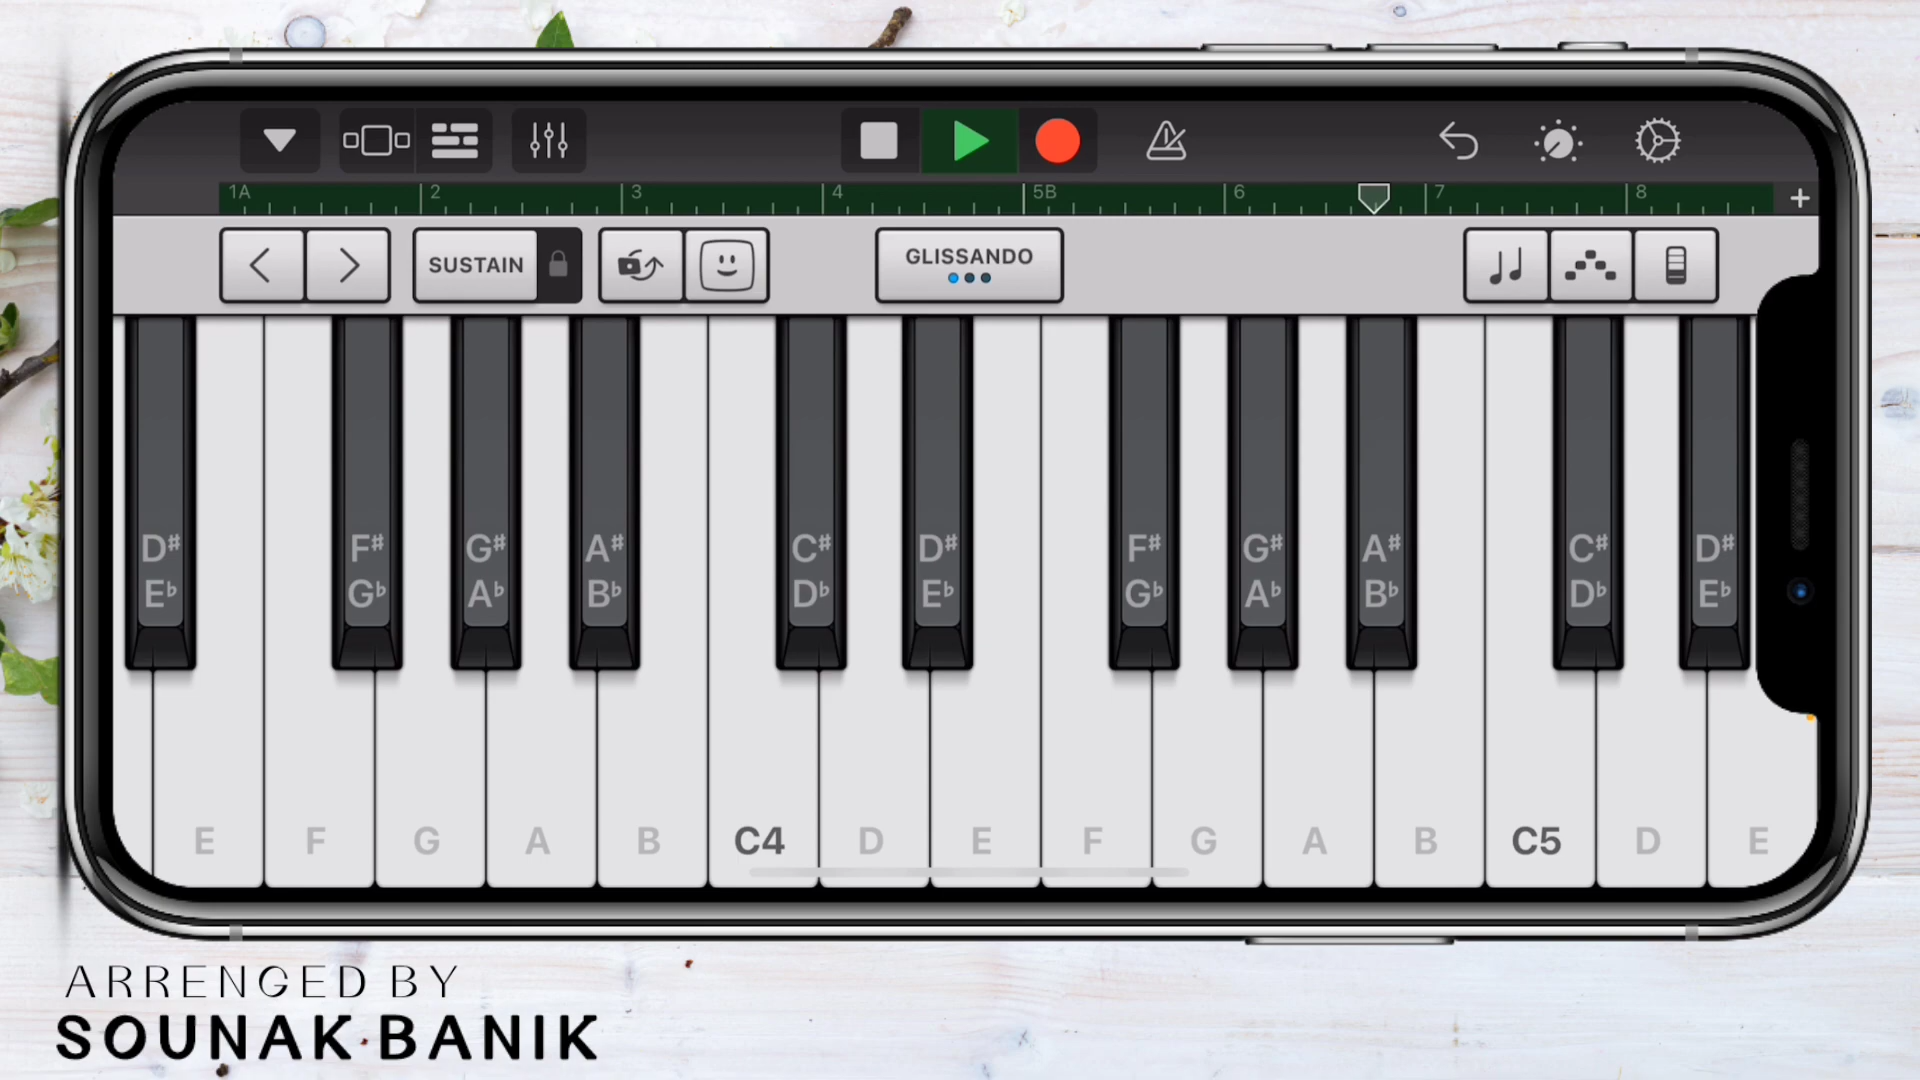 1A 2 3 4 5B 6 7 8 +
SUSTAIN GLISSANDO
D# F# G# A# C# D# F# G# A# C# D#
E♭ G♭ A♭ B♭ D♭ E♭ G♭ A♭ B♭ D♭ E♭
E F G A B C4 D E F G A B C5 D E
ARRENGED BY
SOUNAK BANIK